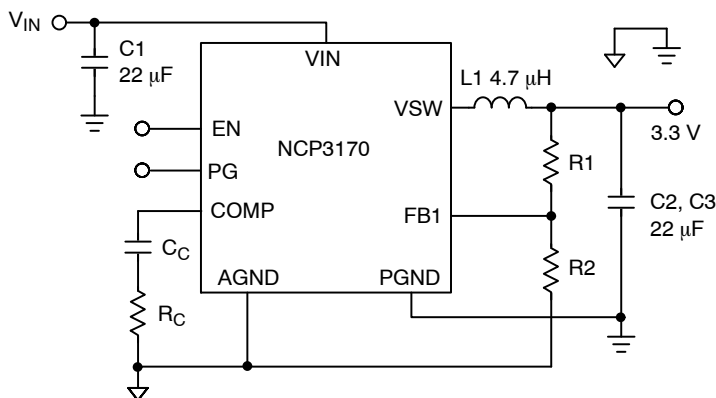 VIN
C1
22 μF
VIN
L1 4.7 μH
VSW
3.3 V
EN
NCP3170
PG
R1
COMP
FB1
C2, C3
22 μF
CC
AGND
PGND
R2
RC